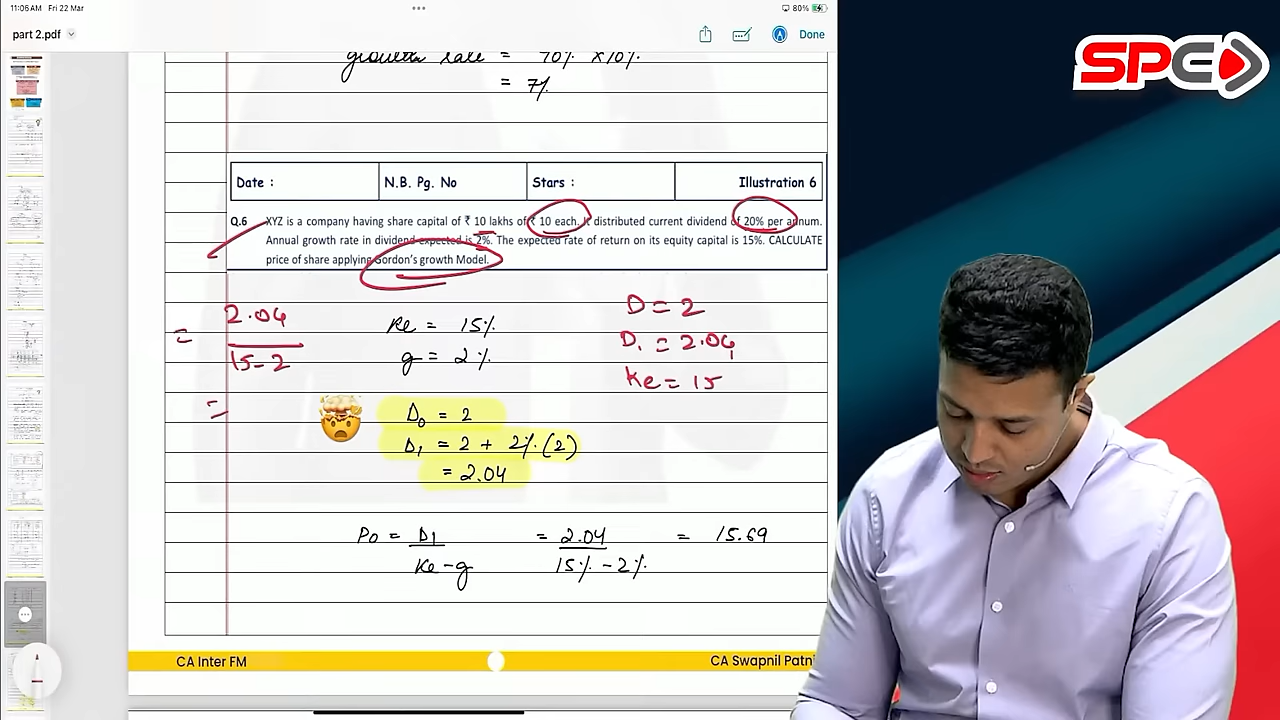 11:06 AM Fri 22 Mar
80%
part 2.pdf
Done
growth rate = 70% × 10%
= 7%
SPC
Date :
N.B. Pg. No
Stars :
Illustration 6
Q.6 XYZ is a company having share capital of ₹ 10 lakhs of ₹ 10 each. It distributed current dividend of 20% per annum.
Annual growth rate in dividend expected is 2%. The expected rate of return on its equity capital is 15%. CALCULATE
price of share applying Gordon's growth Model.
= 2.04
15-2
=
Ke = 15%
g = 2%
D = 2
D₁ = 2.04
Ke = 15
D₀ = 2
D₁ = 2 + 2% (2)
= 2.04
P0 = D₁ = 2.04 = 15.69
Ke - g 15% - 2%
CA Inter FM
CA Swapnil Patni